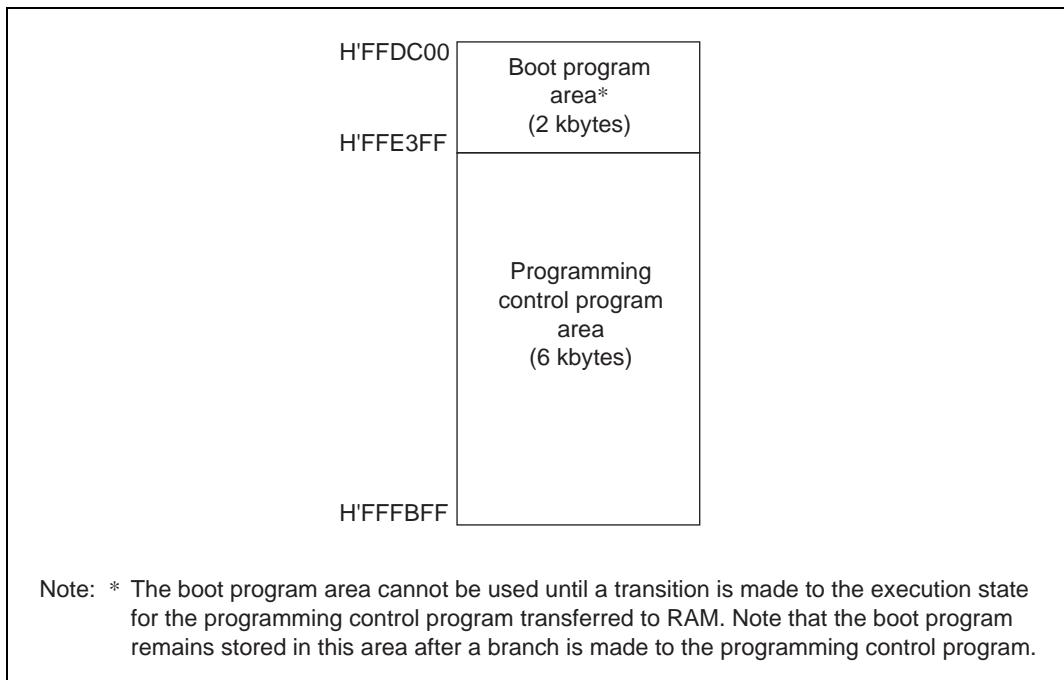 H'FFDC00
Boot program
area*
(2 kbytes)
H'FFE3FF
Programming
control program
area
(6 kbytes)
H'FFFBFF
Note: * The boot program area cannot be used until a transition is made to the execution state
for the programming control program transferred to RAM. Note that the boot program
remains stored in this area after a branch is made to the programming control program.